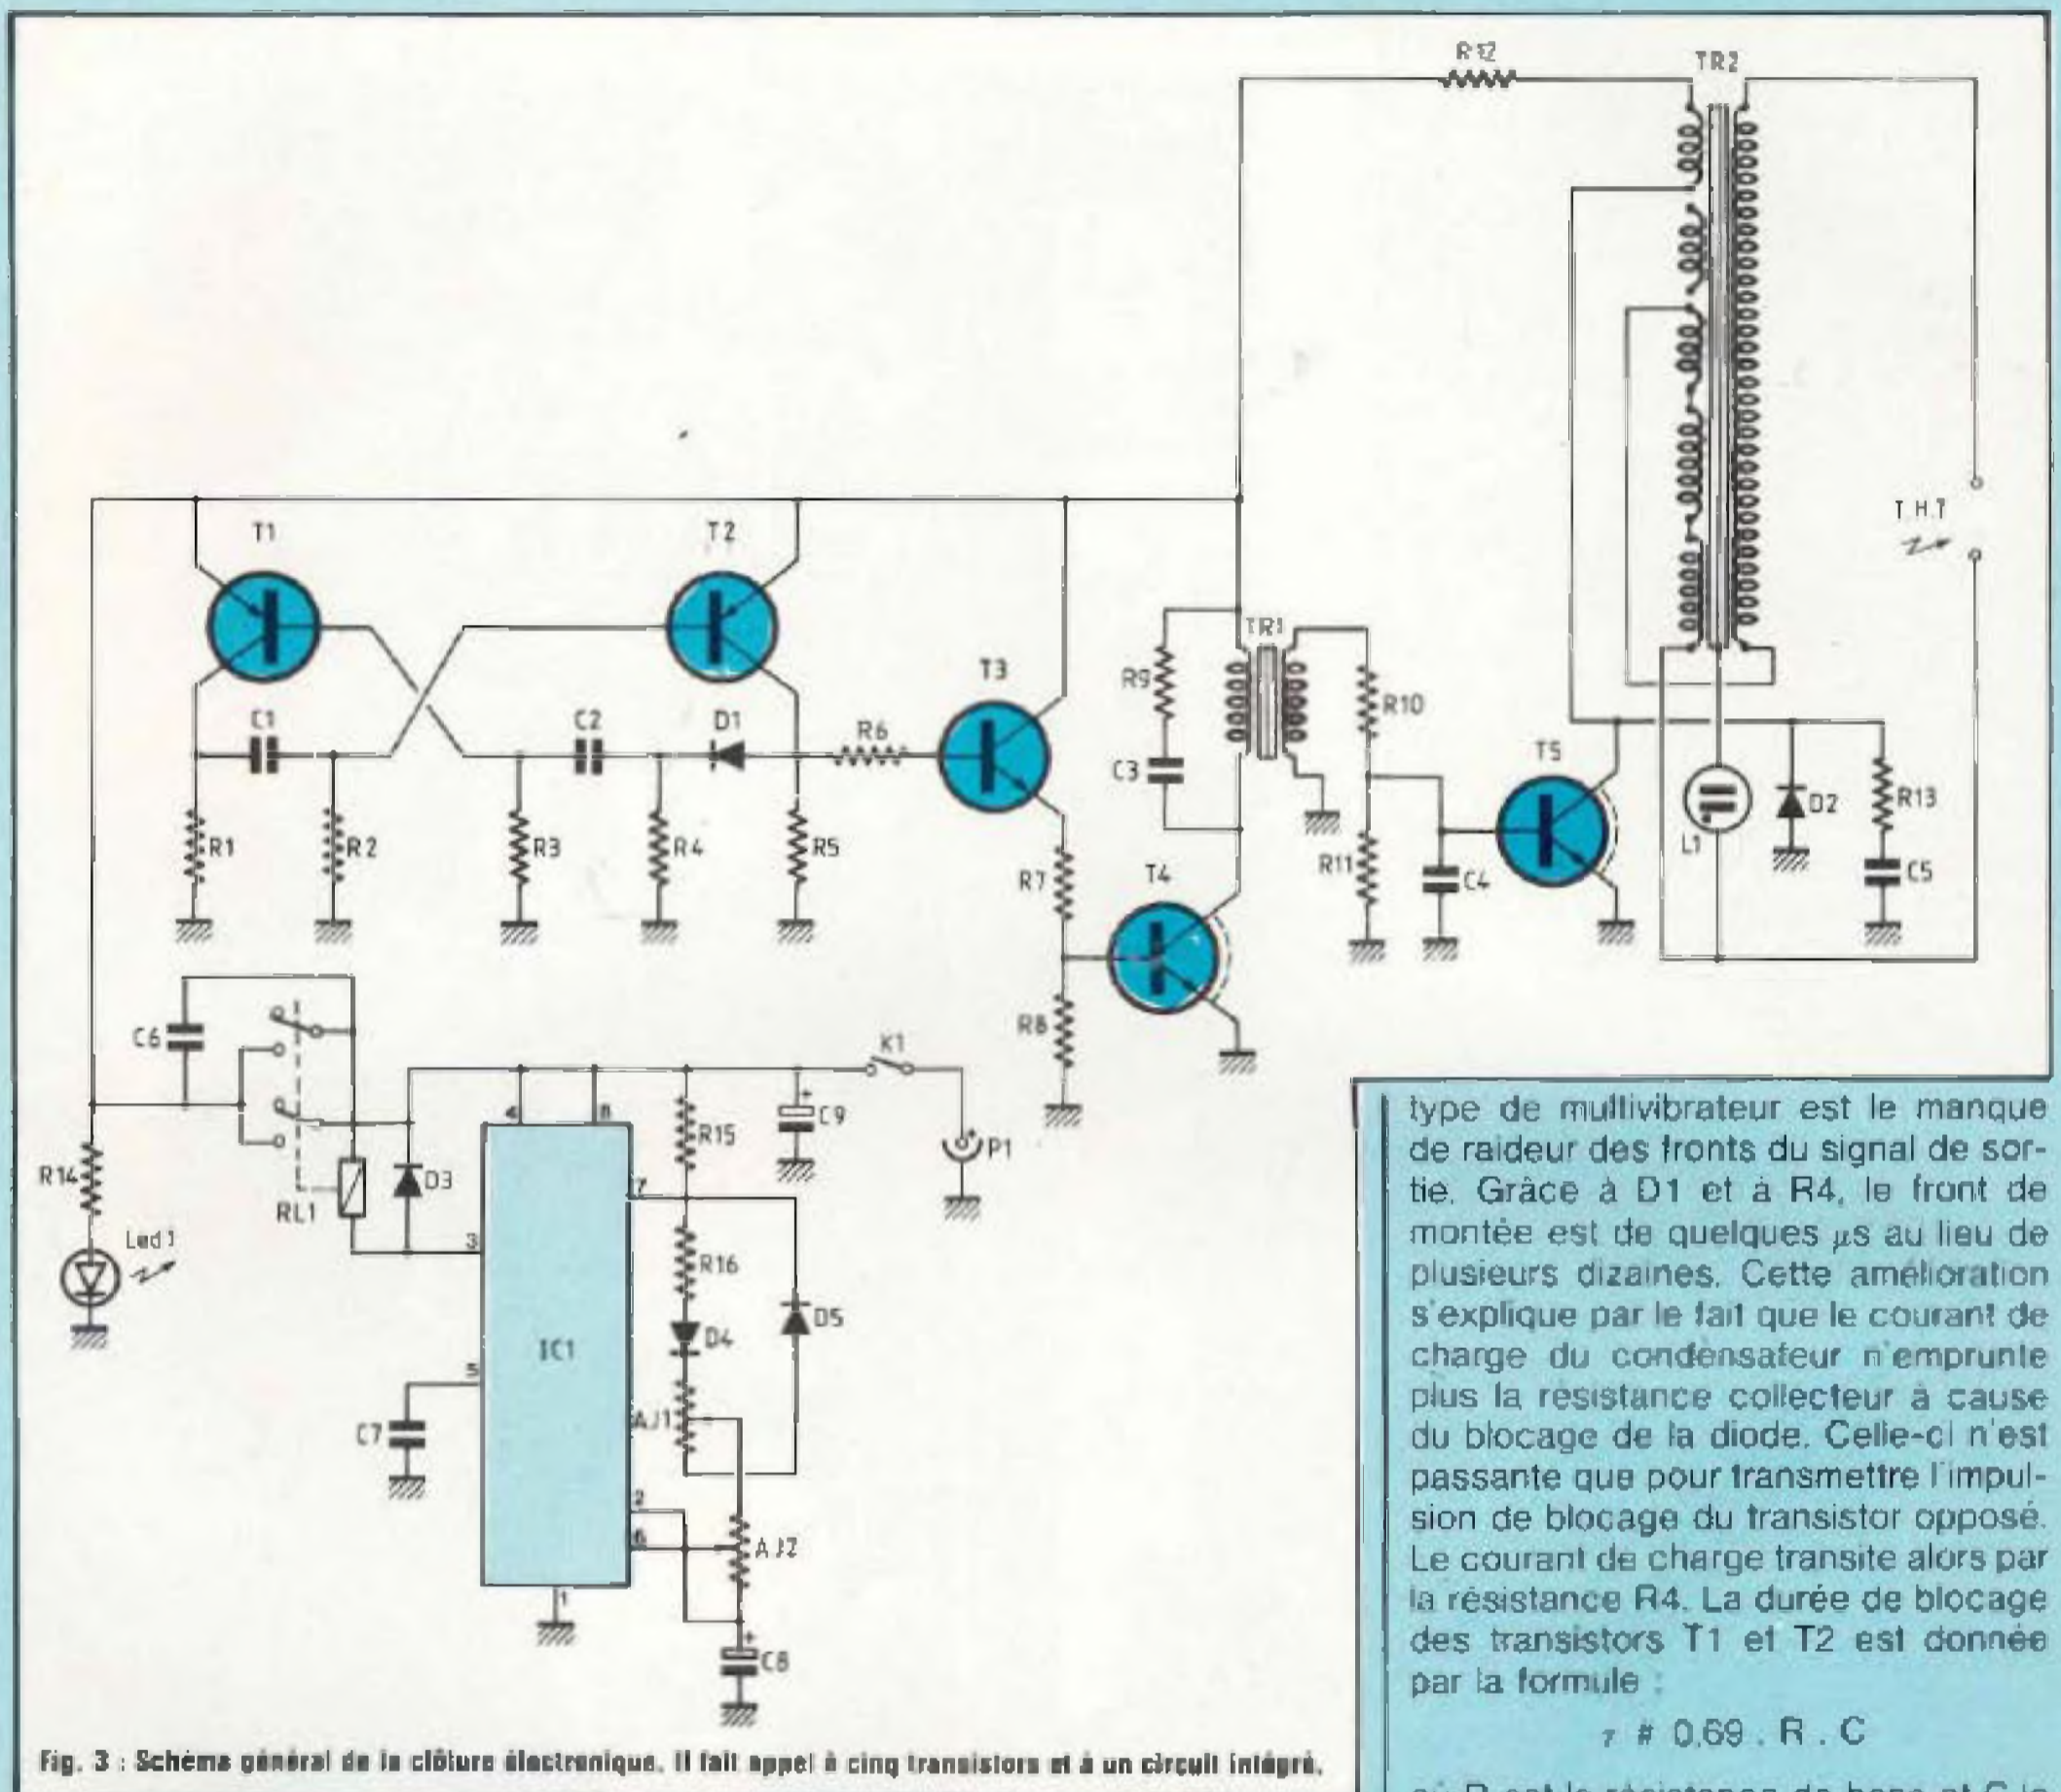 R12
TR2
T.H.T
T1
T2
T3
TR1
R9
C3
R10
T5
C1
C2
D1
R6
R1
R2
R3
R4
R5
R7
T4
R11
C4
L1
D2
R13
C5
R8
C6
K1
R14
RL1
D3
4
8
R15
C9
P1
7
Led 1
3
R16
D4
D5
IC1
5
C7
AJ1
2
6
AJ2
1
C8
Fig. 3 : Schéma général de la clôture électronique. Il fait appel à cinq transistors et à un circuit intégré.
type de multivibrateur est le manque
de raideur des fronts du signal de sor-
tie. Grâce à D1 et à R4, le front de
montée est de quelques µs au lieu de
plusieurs dizaines. Cette amélioration
s'explique par le fait que le courant de
charge du condensateur n'emprunte
plus la résistance collecteur à cause
du blocage de la diode. Celle-ci n'est
passante que pour transmettre l'impul-
sion de blocage du transistor opposé.
Le courant de charge transite alors par
la résistance R4. La durée de blocage
des transistors T1 et T2 est donnée
par la formule :
τ # 0,69 . R . C